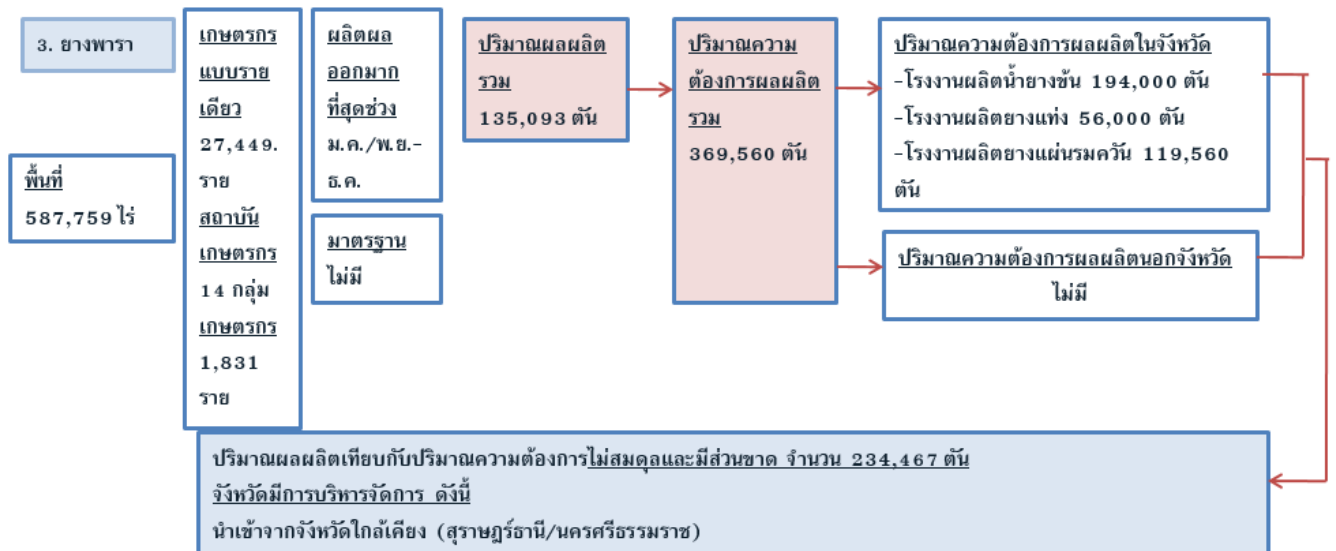 3. ยางพารา
พื้นที่
587,759 ไร่
เกษตรกร
แบบราย
เดียว
27,449.
ราย
สถาบัน
เกษตรกร
14 กลุ่ม
เกษตรกร
1,831
ราย
ผลิตผล
ออกมาก
ที่สุดช่วง
ม.ค./พ.ย.-
ธ.ค.
มาตรฐาน
ไม่มี
ปริมาณผลผลิต
รวม
135,093 ตัน
ปริมาณความ
ต้องการผลผลิต
รวม
369,560 ตัน
ปริมาณความต้องการผลผลิตในจังหวัด
-โรงงานผลิตน้ำยางข้น 194,000 ตัน
-โรงงานผลิตยางแท่ง 56,000 ตัน
-โรงงานผลิตยางแผ่นรมควัน 119,560
ตัน
ปริมาณความต้องการผลผลิตนอกจังหวัด
ไม่มี
ปริมาณผลผลิตเทียบกับปริมาณความต้องการไม่สมดุลและมีส่วนขาด จำนวน 234,467 ตัน
จังหวัดมีการบริหารจัดการ ดังนี้
นำเข้าจากจังหวัดใกล้เคียง (สุราษฎร์ธานี/นครศรีธรรมราช)